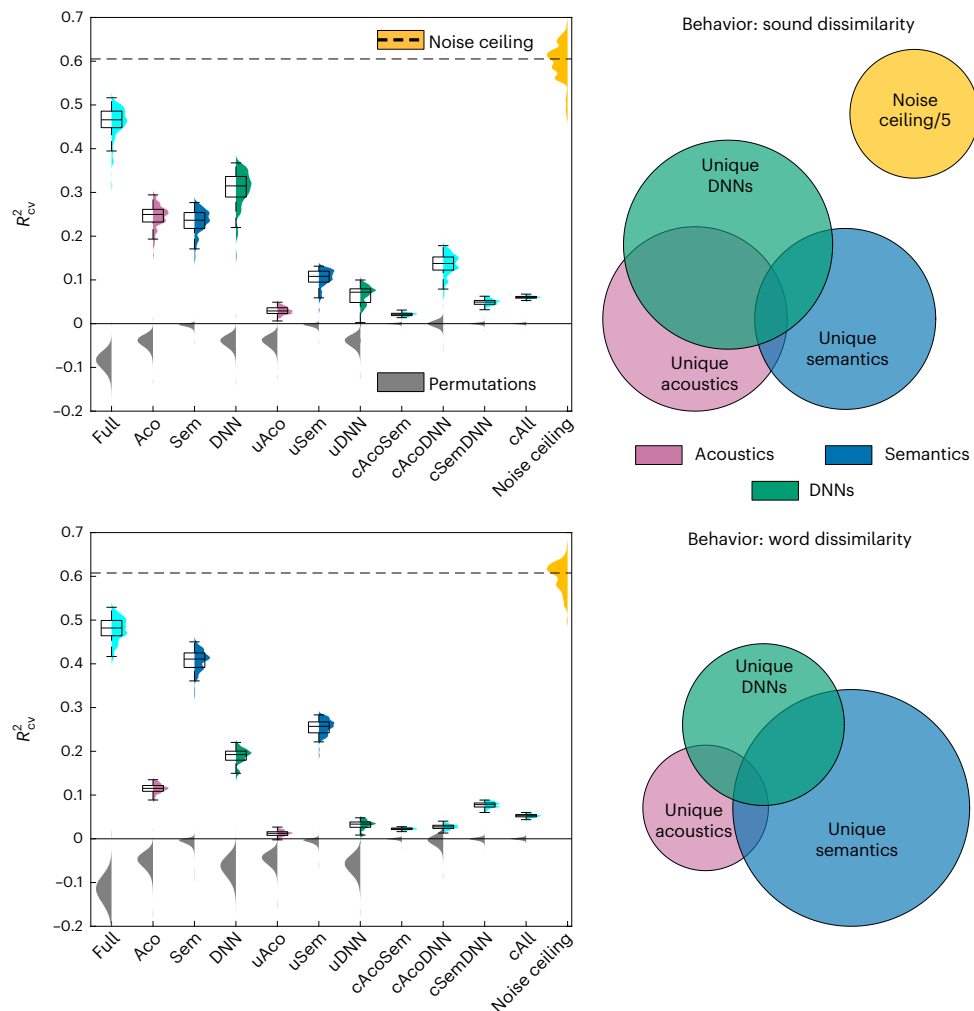 0.7
0.6
0.5
0.4
0.3
0.2
0.1
0
−0.1
−0.2
R²cv
Noise ceiling
Permutations
Full
Aco
Sem
DNN
uAco
uSem
uDNN
cAcoSem
cAcoDNN
cSemDNN
cAll
Noise ceiling
Behavior: sound dissimilarity
Noise
ceiling/5
Unique
DNNs
Unique
acoustics
Unique
semantics
Acoustics
Semantics
DNNs
0.7
0.6
0.5
0.4
0.3
0.2
0.1
0
−0.1
−0.2
R²cv
Full
Aco
Sem
DNN
uAco
uSem
uDNN
cAcoSem
cAcoDNN
cSemDNN
cAll
Noise ceiling
Behavior: word dissimilarity
Unique
DNNs
Unique
acoustics
Unique
semantics